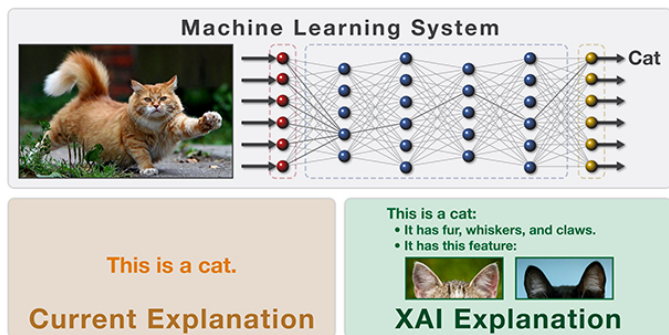 Machine Learning System
Cat
This is a cat.
Current Explanation
This is a cat:
• It has fur, whiskers, and claws.
• It has this feature:
XAI Explanation